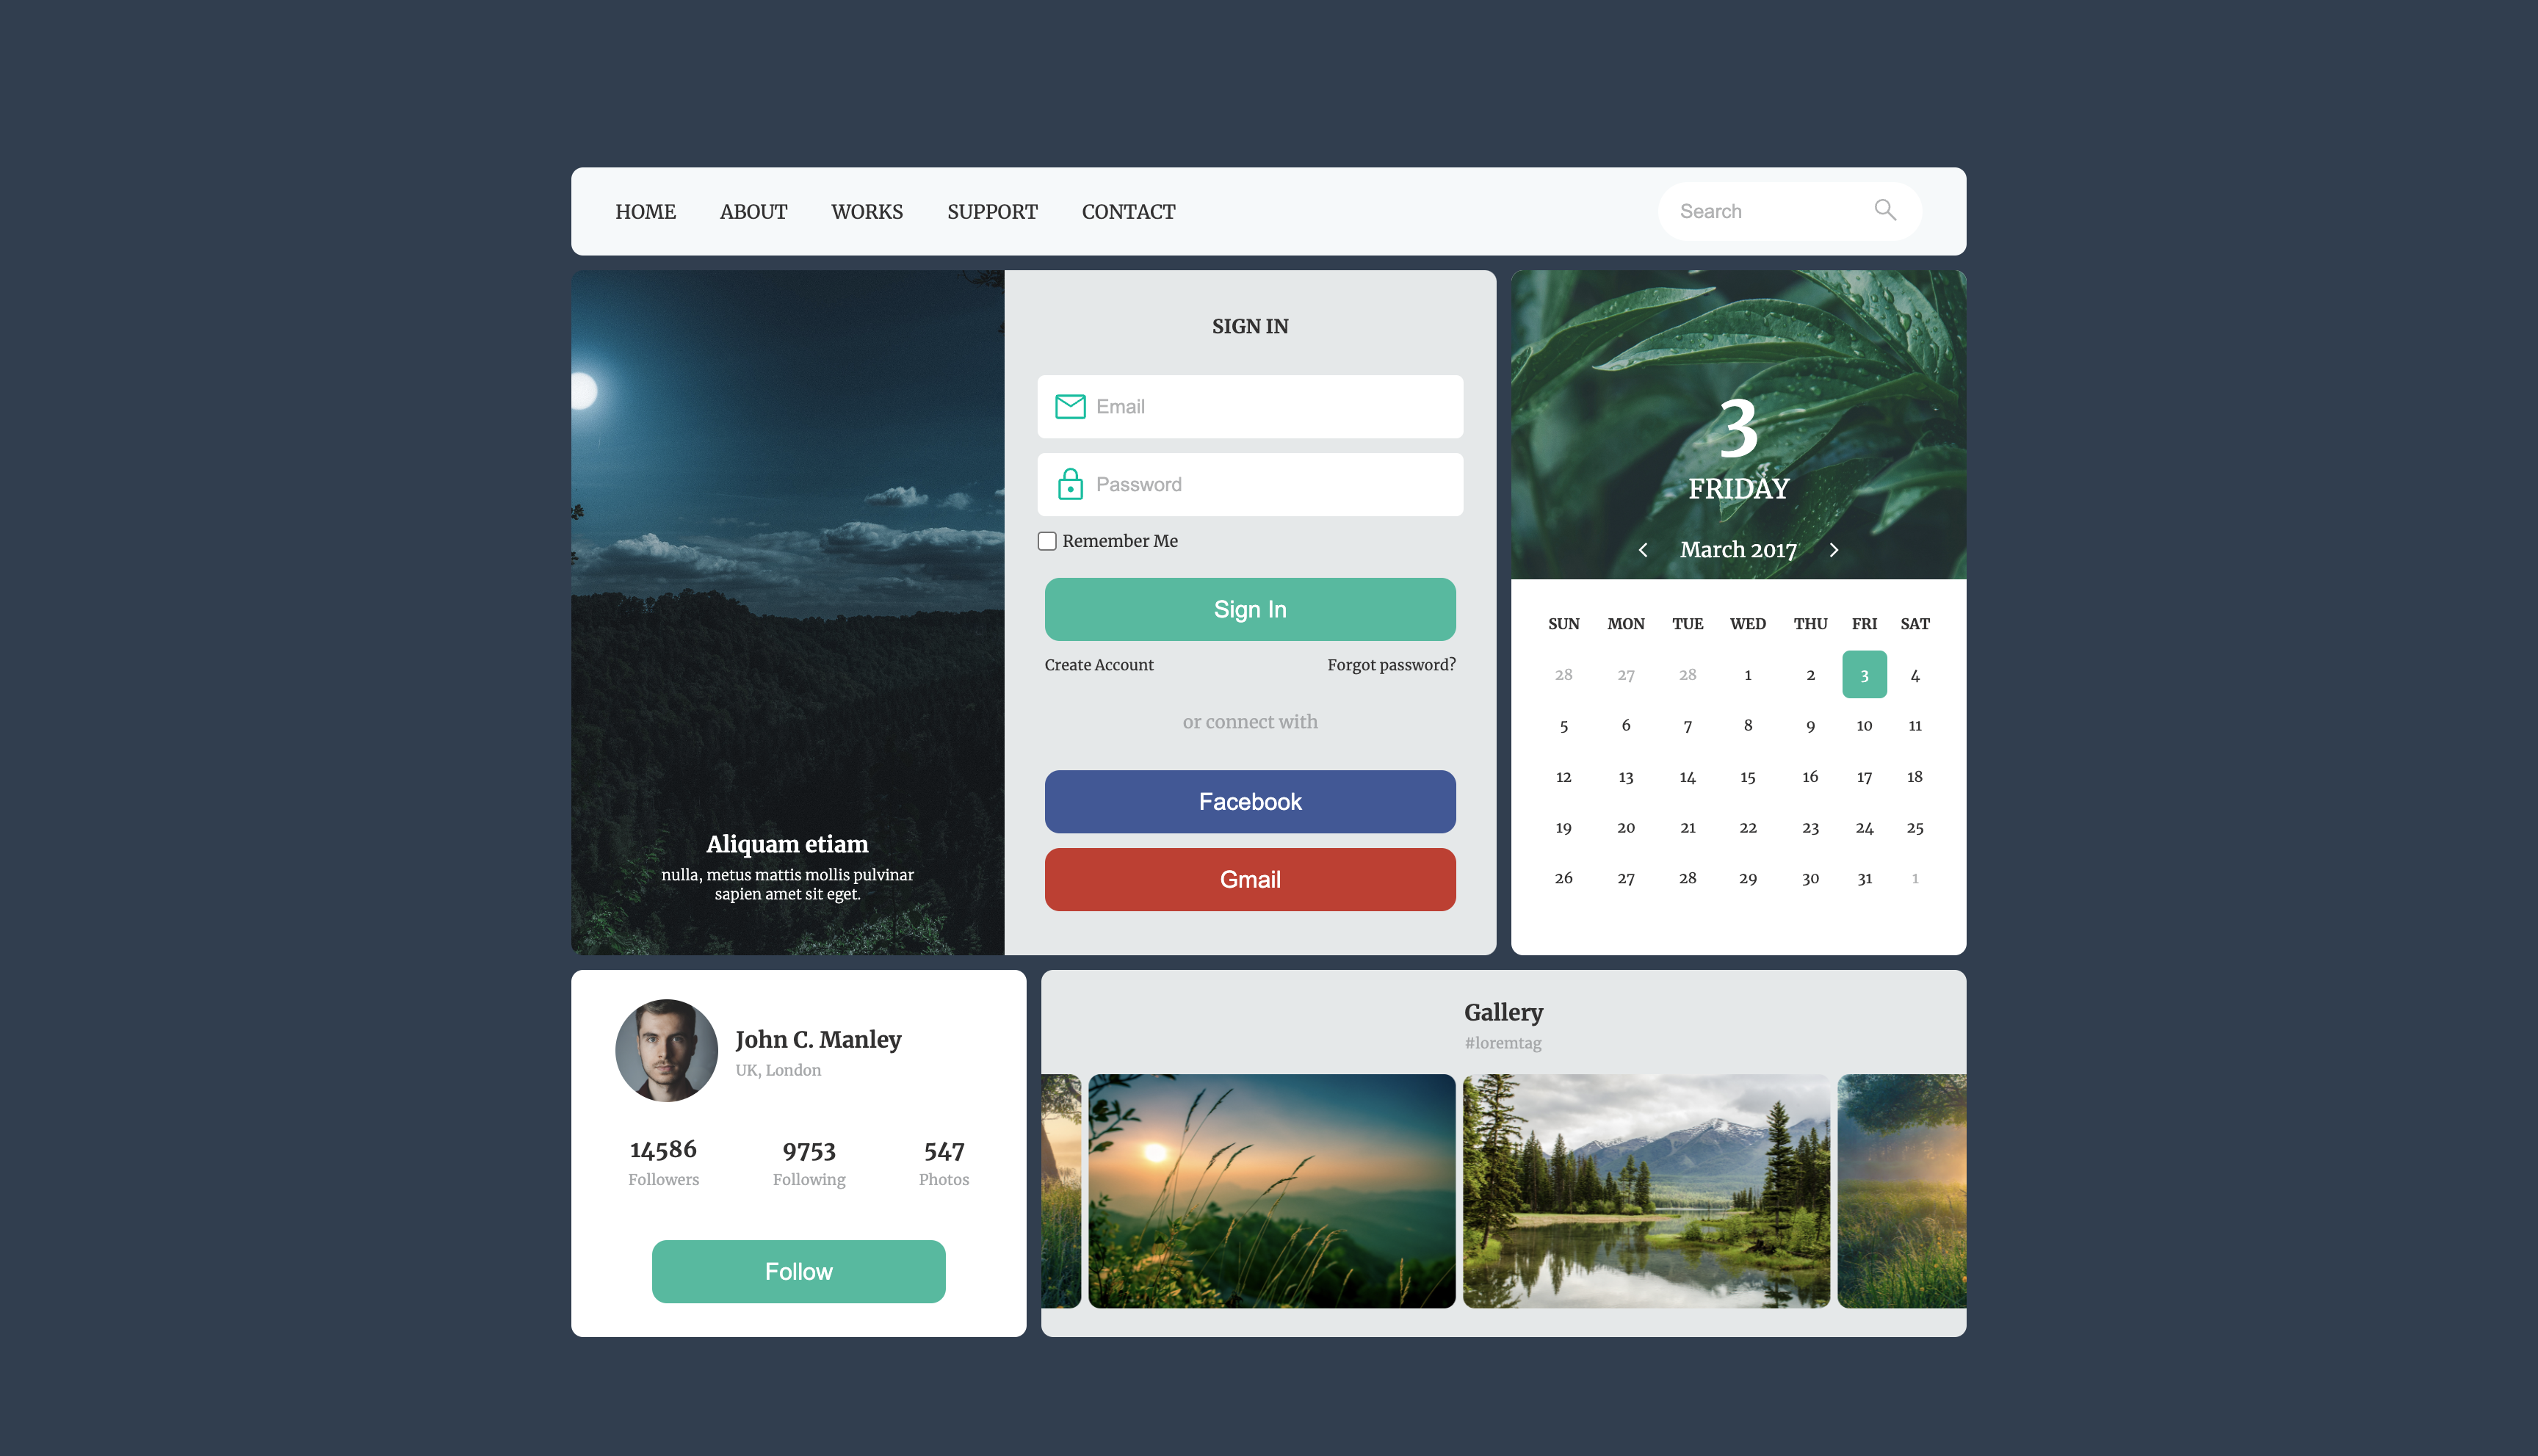 HOME ABOUT WORKS SUPPORT CONTACT Search
SIGN IN
Email
Password
Remember Me
Sign In
Create Account Forgot password?
or connect with
Facebook
Gmail
Aliquam etiam
nulla, metus mattis mollis pulvinar
sapien amet sit eget.
3
FRIDAY
March 2017
SUN MON TUE WED THU FRI SAT
28 27 28 1 2 3 4
5 6 7 8 9 10 11
12 13 14 15 16 17 18
19 20 21 22 23 24 25
26 27 28 29 30 31 1
John C. Manley
UK, London
14586 9753 547
Followers Following Photos
Follow
Gallery
#loremtag